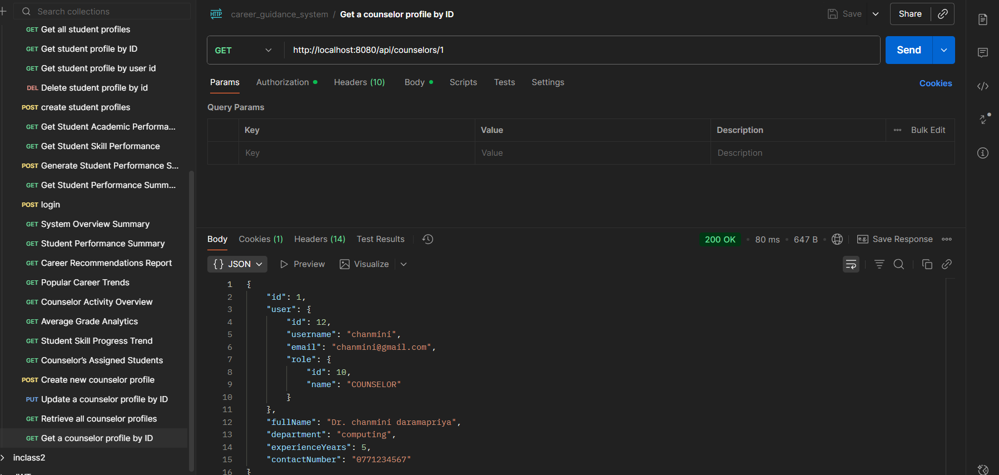 Search collections
GET Get all student profiles
GET Get student profile by ID
GET Get student profile by user id
DEL Delete student profile by id
POST create student profiles
GET Get Student Academic Performa...
GET Get Student Skill Performance
POST Generate Student Performance S...
GET Get Student Performance Summ...
POST login
GET System Overview Summary
GET Student Performance Summary
GET Career Recommendations Report
GET Popular Career Trends
GET Counselor Activity Overview
GET Average Grade Analytics
GET Student Skill Progress Trend
GET Counselor’s Assigned Students
POST Create new counselor profile
PUT Update a counselor profile by ID
GET Retrieve all counselor profiles
GET Get a counselor profile by ID
inclass2
HTTP career_guidance_system / Get a counselor profile by ID
Save Share
GET http://localhost:8080/api/counselors/1 Send
Params Authorization Headers (10) Body Scripts Tests Settings Cookies
Query Params
Key Value Description Bulk Edit
Key Value Description
Body Cookies (1) Headers (14) Test Results 200 OK 80 ms 647 B e.g. Save Response
{} JSON Preview Visualize
1 {
2 "id": 1,
3 "user": {
4 "id": 12,
5 "username": "chanmini",
6 "email": "chanmini@gmail.com",
7 "role": {
8 "id": 10,
9 "name": "COUNSELOR"
10 }
11 },
12 "fullName": "Dr. chanmini daramapriya",
13 "department": "computing",
14 "experienceYears": 5,
15 "contactNumber": "0771234567"
16 }